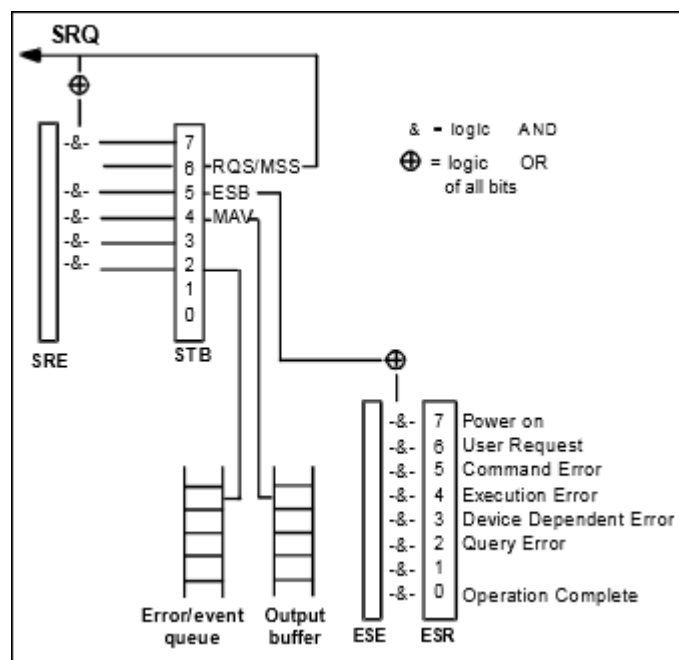 SRQ
& - logic AND
⊕ = logic OR
of all bits
-&- 7
6 RQS/MSS
-&- 5 ESB
-&- 4 MAV
-&- 3
-&- 2
1
0
SRE
STB
-&- 7 Power on
-&- 6 User Request
-&- 5 Command Error
-&- 4 Execution Error
-&- 3 Device Dependent Error
-&- 2 Query Error
-&- 1
-&- 0 Operation Complete
Error/event
queue
Output
buffer
ESE
ESR